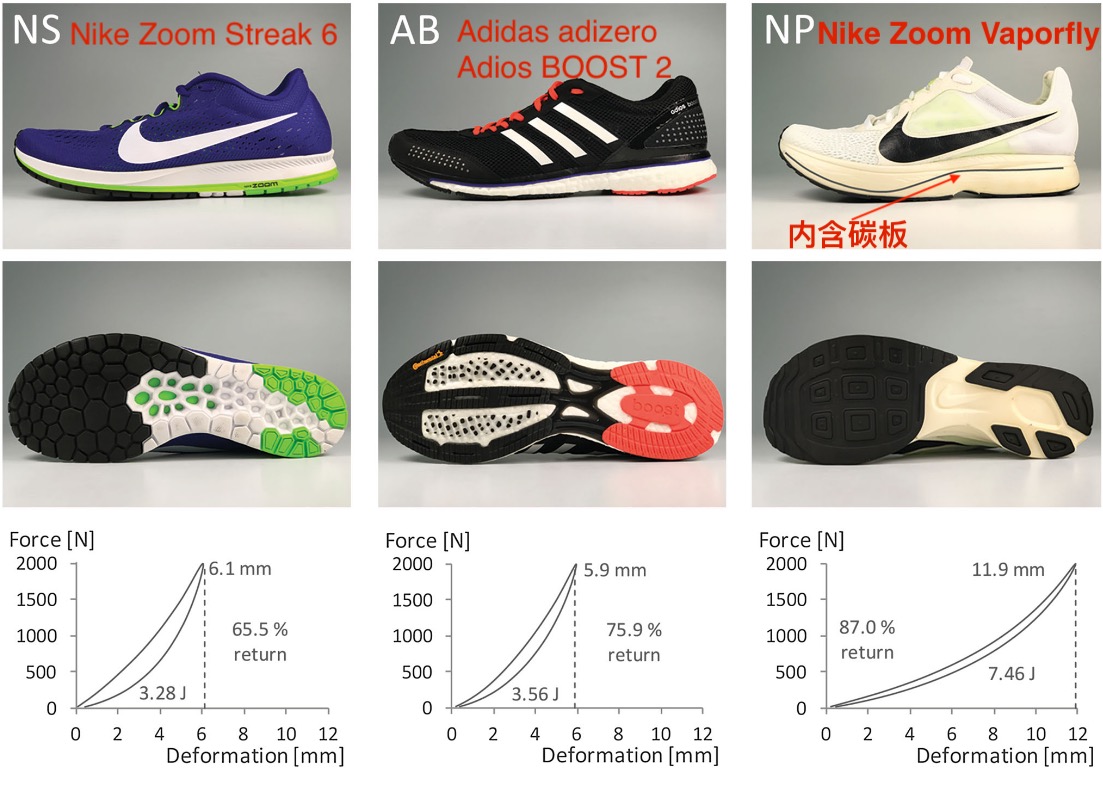 NS Nike Zoom Streak 6
AB Adidas adizero
Adios BOOST 2
NP Nike Zoom Vaporfly
ZOOM
adios boost
内含碳板
Continental
boost
Force [N]
2000
1500
1000
500
0
6.1 mm
65.5 %
return
3.28 J
0 2 4 6 8 10 12
Deformation [mm]
Force [N]
2000
1500
1000
500
0
5.9 mm
75.9 %
return
3.56 J
0 2 4 6 8 10 12
Deformation [mm]
Force [N]
2000
1500
1000
500
0
11.9 mm
87.0 %
return
7.46 J
0 2 4 6 8 10 12
Deformation [mm]